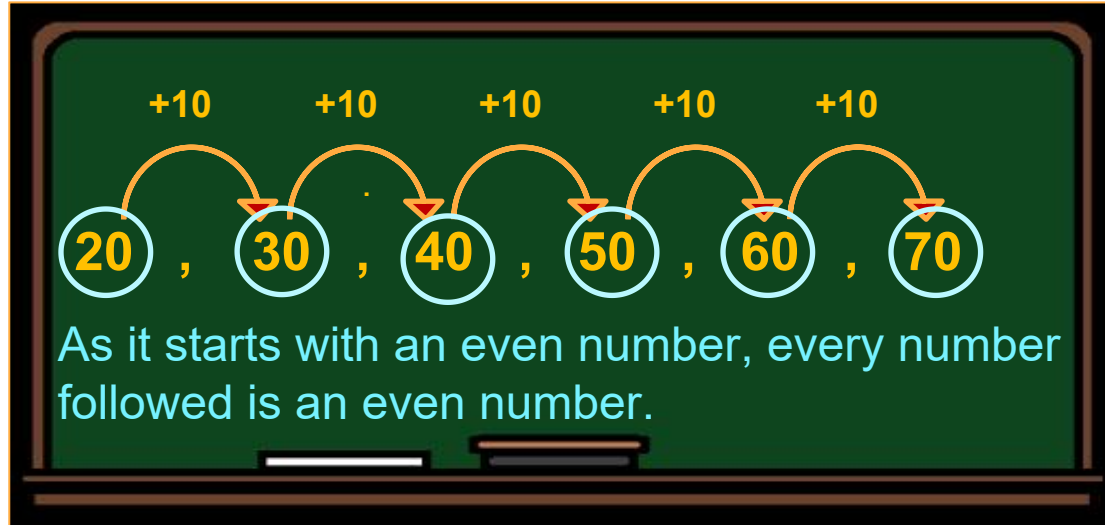 +10 +10 +10 +10 +10
20 , 30 , 40 , 50 , 60 , 70
As it starts with an even number, every number
followed is an even number.